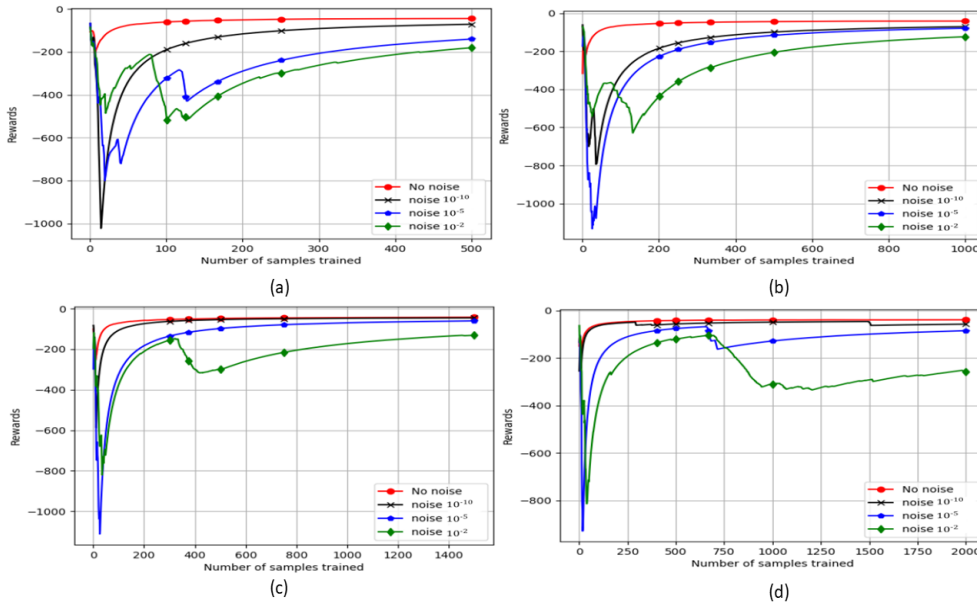 0
−200
−400
−600
−800
−1000
Rewards
No noise
noise 10⁻¹⁰
noise 10⁻⁵
noise 10⁻²
0 100 200 300 400 500
Number of samples trained
(a)
0
−200
−400
−600
−800
−1000
Rewards
No noise
noise 10⁻¹⁰
noise 10⁻⁵
noise 10⁻²
0 200 400 600 800 1000
Number of samples trained
(b)
0
−200
−400
−600
−800
−1000
Rewards
No noise
noise 10⁻¹⁰
noise 10⁻⁵
noise 10⁻²
0 200 400 600 800 1000 1200 1400
Number of samples trained
(c)
0
−200
−400
−600
−800
Rewards
No noise
noise 10⁻¹⁰
noise 10⁻⁵
noise 10⁻²
0 250 500 750 1000 1250 1500 1750 2000
Number of samples trained
(d)